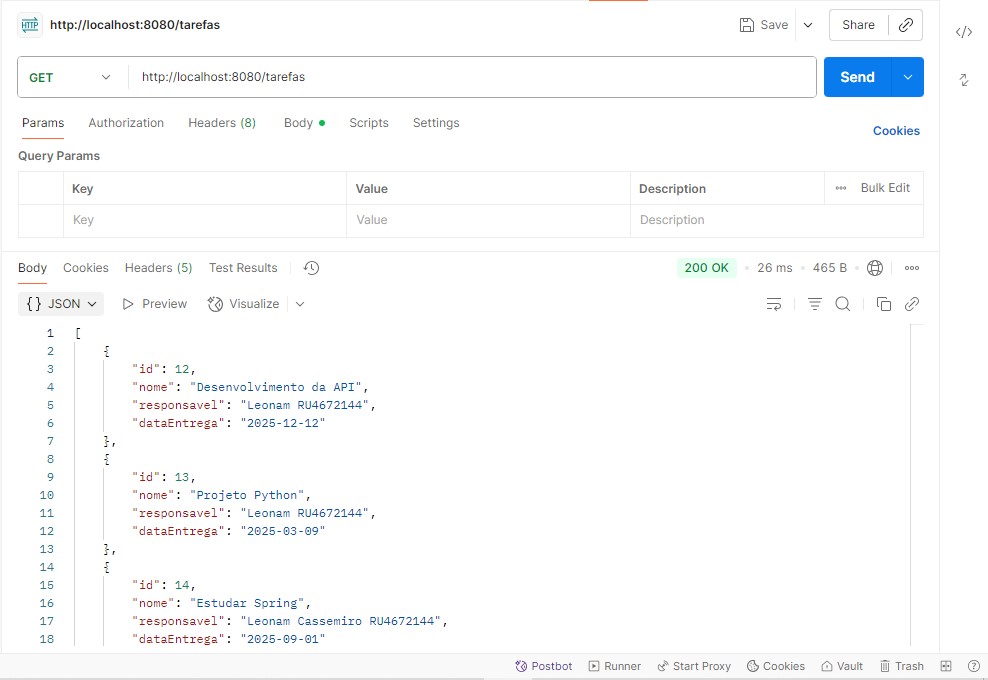 HTTP http://localhost:8080/tarefas Save Share
GET http://localhost:8080/tarefas Send
Params Authorization Headers (8) Body Scripts Settings Cookies
Query Params
Key Value Description Bulk Edit
Key Value Description
Body Cookies Headers (5) Test Results 200 OK 26 ms 465 B
{} JSON Preview Visualize
1 [
2 {
3 "id": 12,
4 "nome": "Desenvolvimento da API",
5 "responsavel": "Leonam RU4672144",
6 "dataEntrega": "2025-12-12"
7 },
8 {
9 "id": 13,
10 "nome": "Projeto Python",
11 "responsavel": "Leonam RU4672144",
12 "dataEntrega": "2025-03-09"
13 },
14 {
15 "id": 14,
16 "nome": "Estudar Spring",
17 "responsavel": "Leonam Cassemiro RU4672144",
18 "dataEntrega": "2025-09-01"
Postbot Runner Start Proxy Cookies Vault Trash